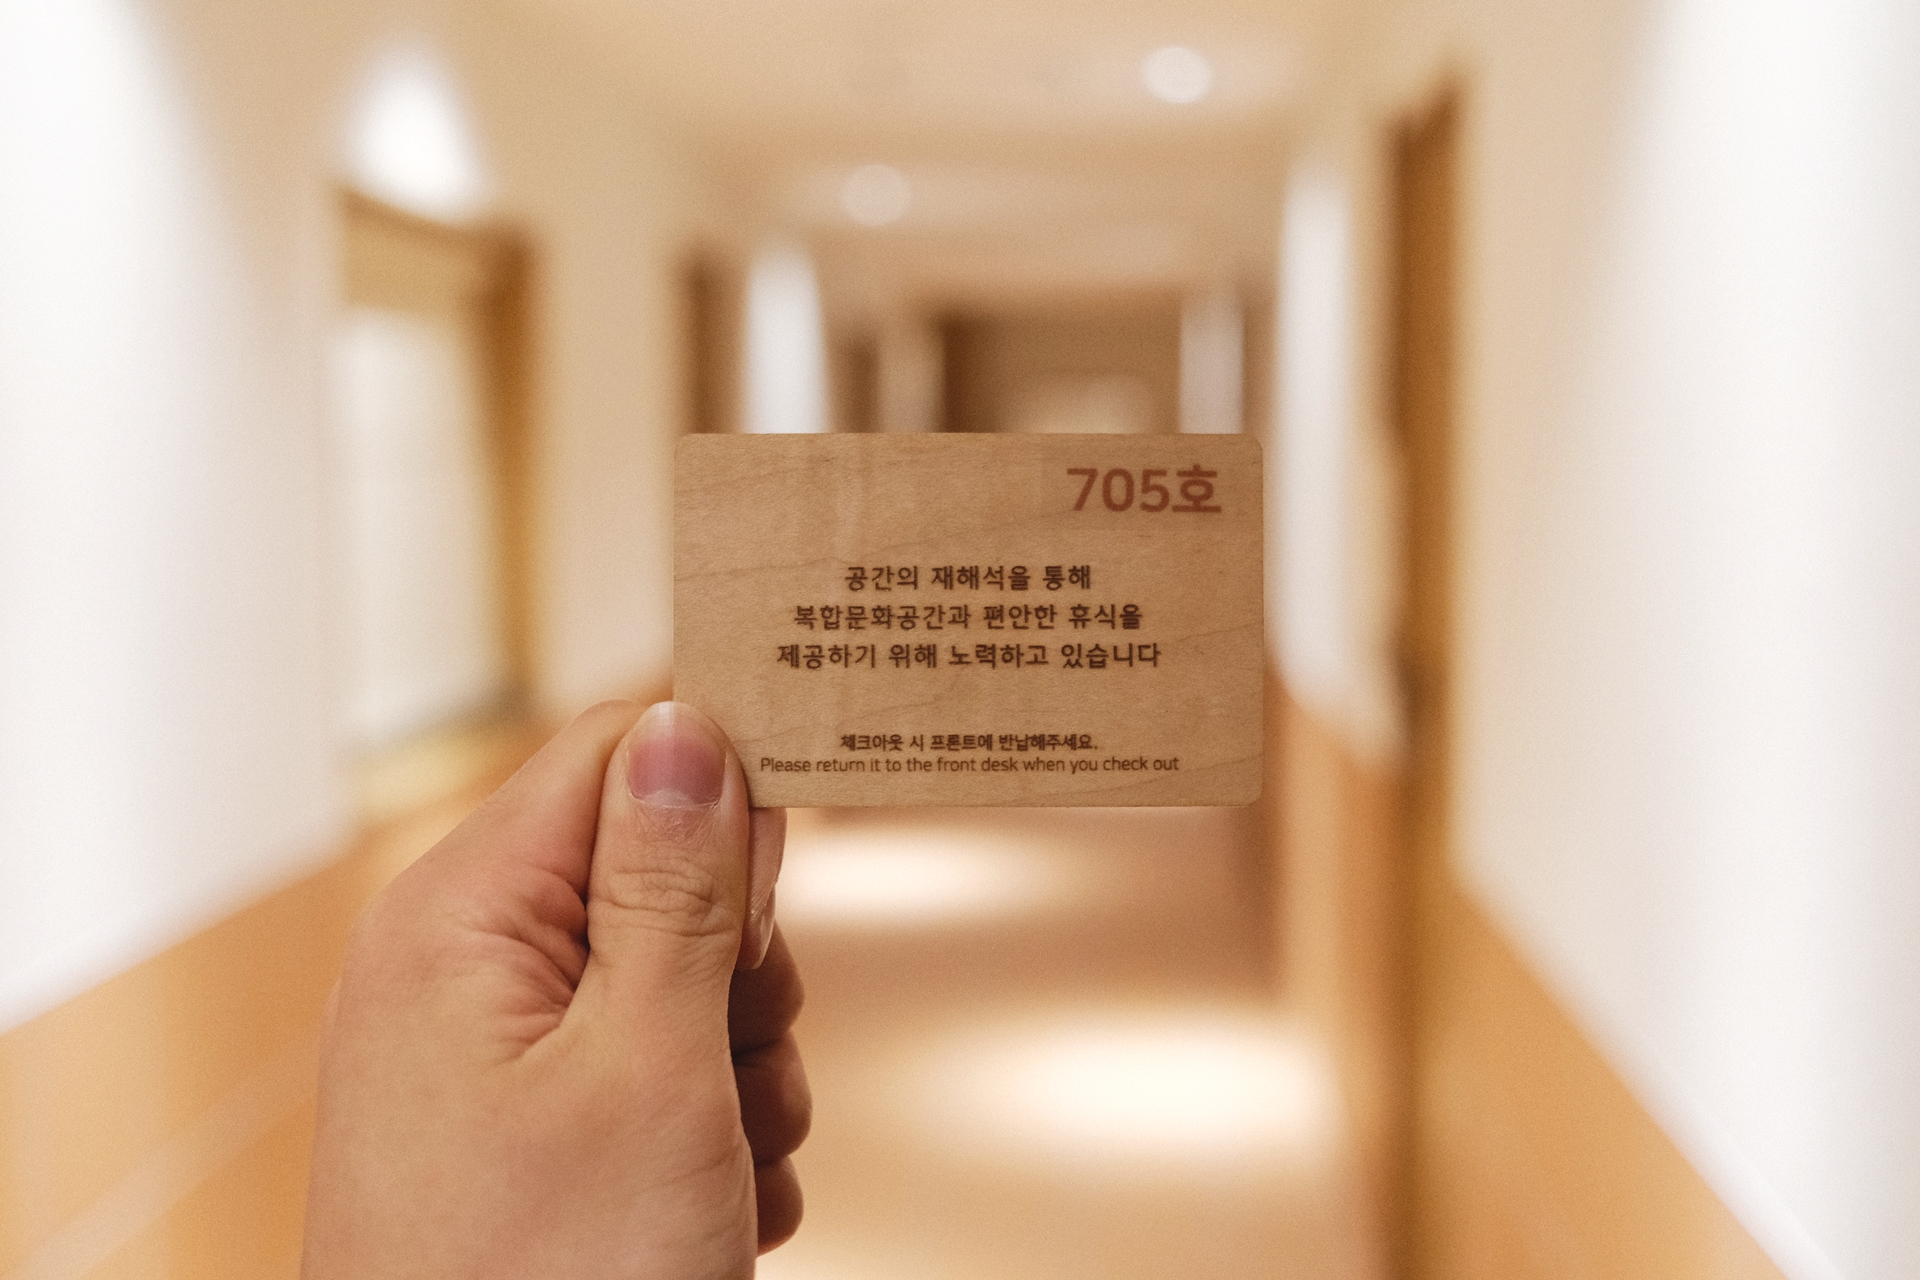 705호
공간의 재해석을 통해
복합문화공간과 편안한 휴식을
제공하기 위해 노력하고 있습니다
체크아웃 시 프론트에 반납해주세요.
Please return it to the front desk when you check out